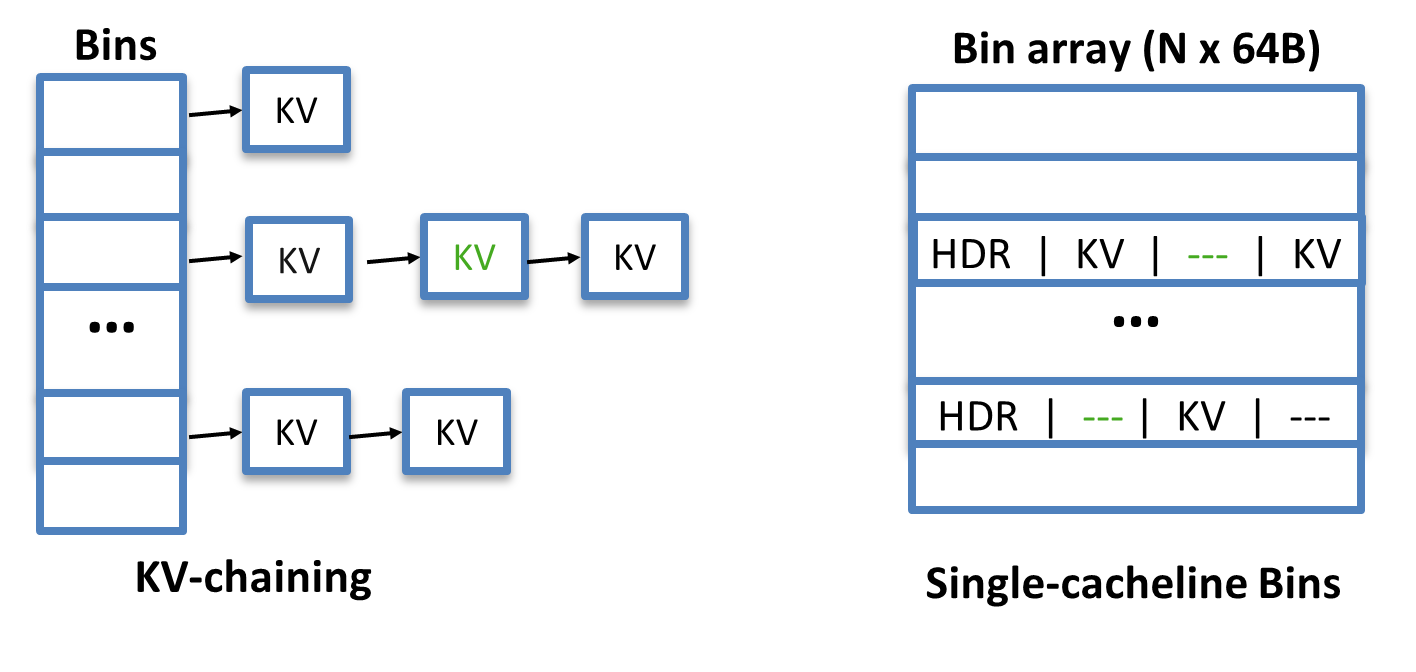 Bins
KV
KV KV KV
...
KV KV
KV-chaining
Bin array (N x 64B)
HDR | KV | --- | KV
...
HDR | --- | KV | ---
Single-cacheline Bins